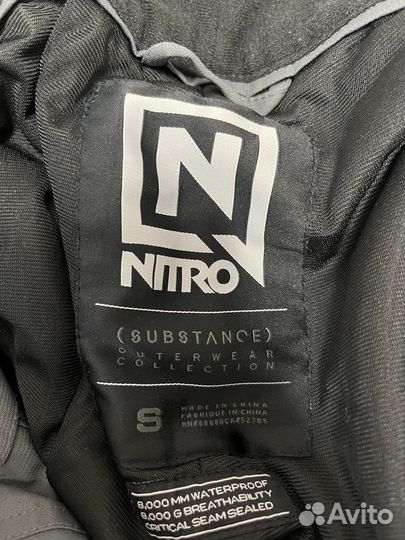 N
NITRO
(SUBSTANCE)
OUTERWEAR
COLLECTION
S
MADE IN CHINA
FABRIQUE EN CHINA
8,000 MM WATERPROOF
8,000 G BREATHABILITY
CRITICAL SEAM SEALED
Avito